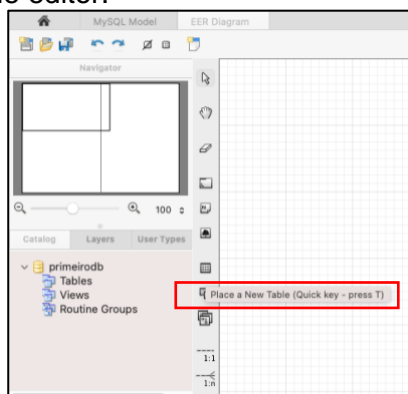 MySQL Model EER Diagram
Navigator
100
Catalog Layers User Types
primeirodb
Tables
Views
Routine Groups
Place a New Table (Quick key - press T)
1:1
1:n